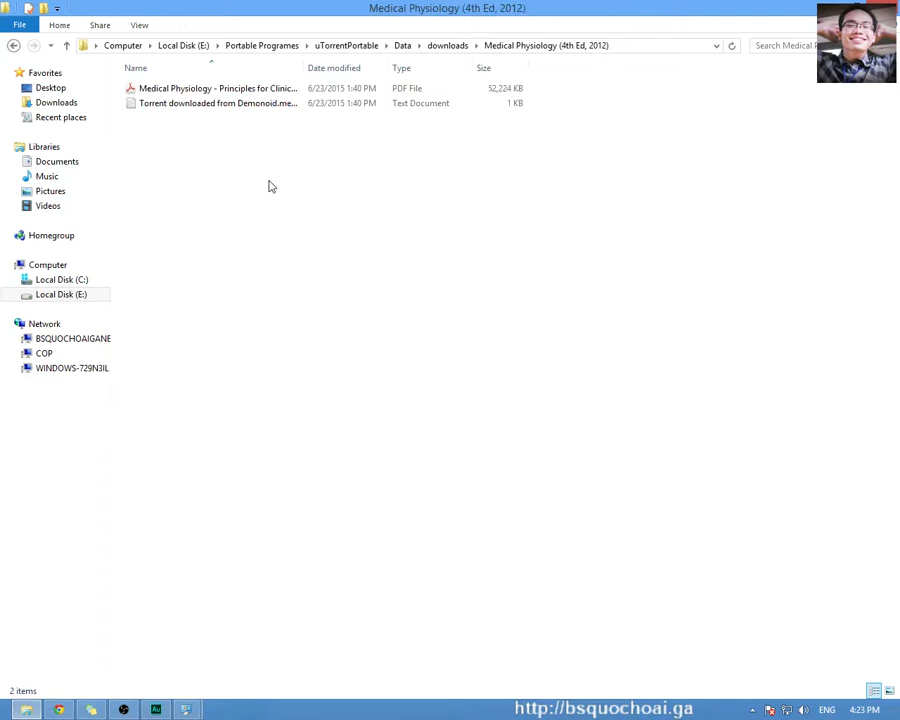 Medical Physiology (4th Ed, 2012)
File Home Share View
Computer Local Disk (E:) Portable Programes uTorrentPortable Data downloads Medical Physiology (4th Ed, 2012) Search Medical
Name Date modified Type Size
Favorites
Desktop
Downloads
Recent places
Libraries
Documents
Music
Pictures
Videos
Homegroup
Computer
Local Disk (C:)
Local Disk (E:)
Network
BSQUOCHOAIGANE
COP
WINDOWS-729N3IL
Medical Physiology - Principles for Clinic... 6/23/2015 1:40 PM PDF File 52,224 KB
Torrent downloaded from Demonoid.me... 6/23/2015 1:40 PM Text Document 1 KB
2 items
Au
http://bsquochoai.ga
ENG 4:23 PM